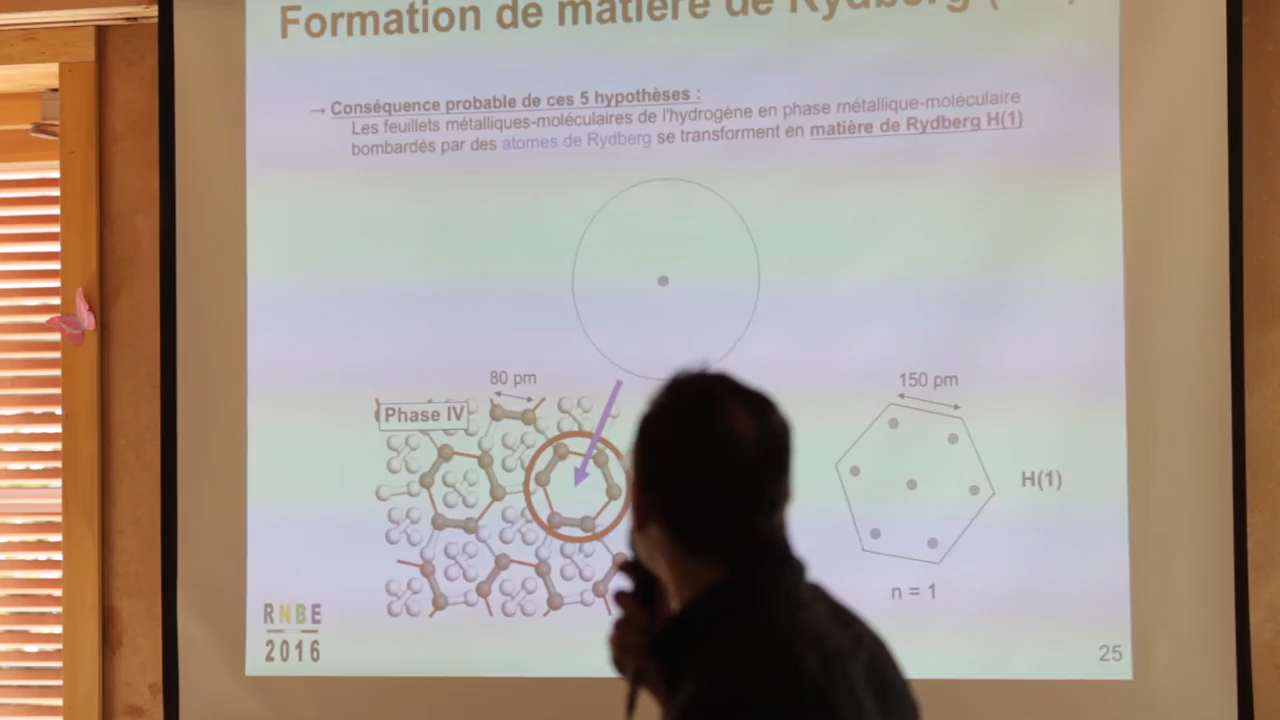 Formation de matière de Rydberg (
→ Conséquence probable de ces 5 hypothèses :
Les feuillets métalliques-moléculaires de l'hydrogène en phase métallique-moléculaire
bombardés par des atomes de Rydberg se transforment en matière de Rydberg H(1)
80 pm
150 pm
Phase IV
H(1)
n = 1
RNBE
2016
25